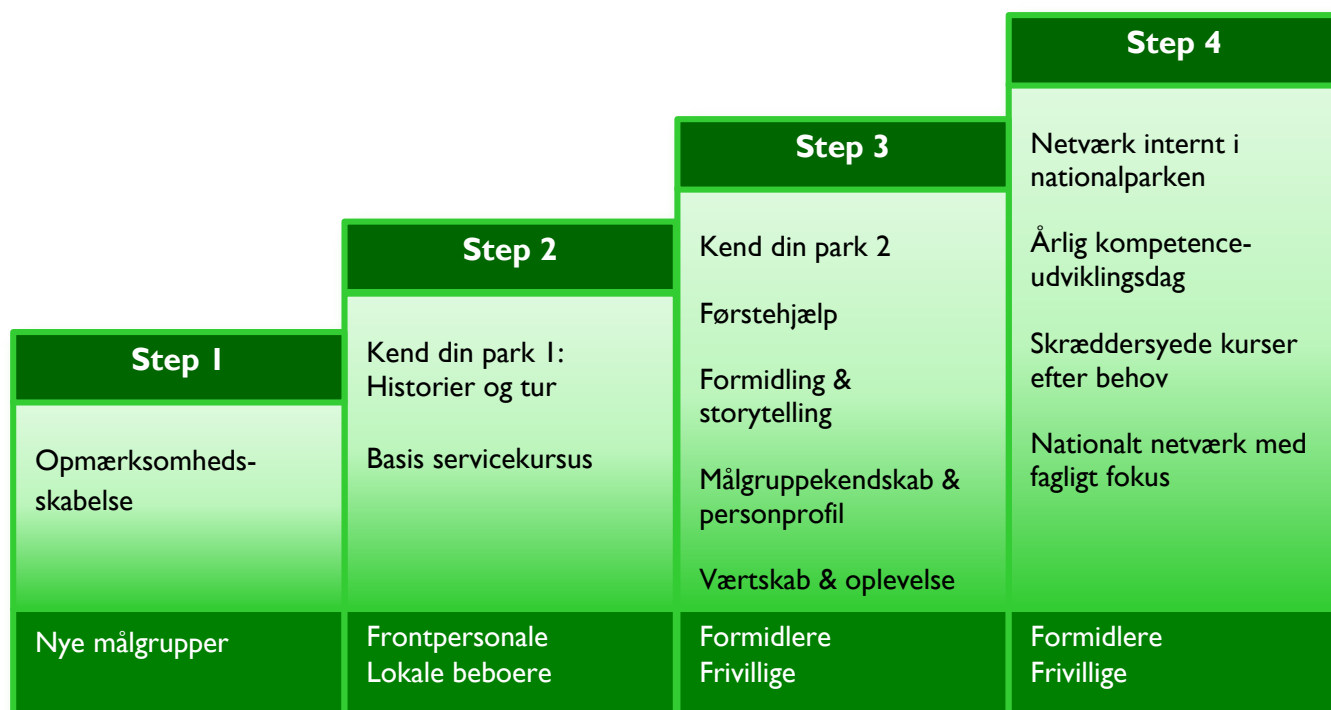 Step 1
Opmærksomheds-
skabelse
Nye målgrupper
Step 2
Kend din park 1:
Historier og tur
Basis servicekursus
Frontpersonale
Lokale beboere
Step 3
Kend din park 2
Førstehjælp
Formidling &
storytelling
Målgruppekendskab &
personprofil
Værtskab & oplevelse
Formidlere
Frivillige
Step 4
Netværk internt i
nationalparken
Årlig kompetence-
udviklingsdag
Skræddersyede kurser
efter behov
Nationalt netværk med
fagligt fokus
Formidlere
Frivillige